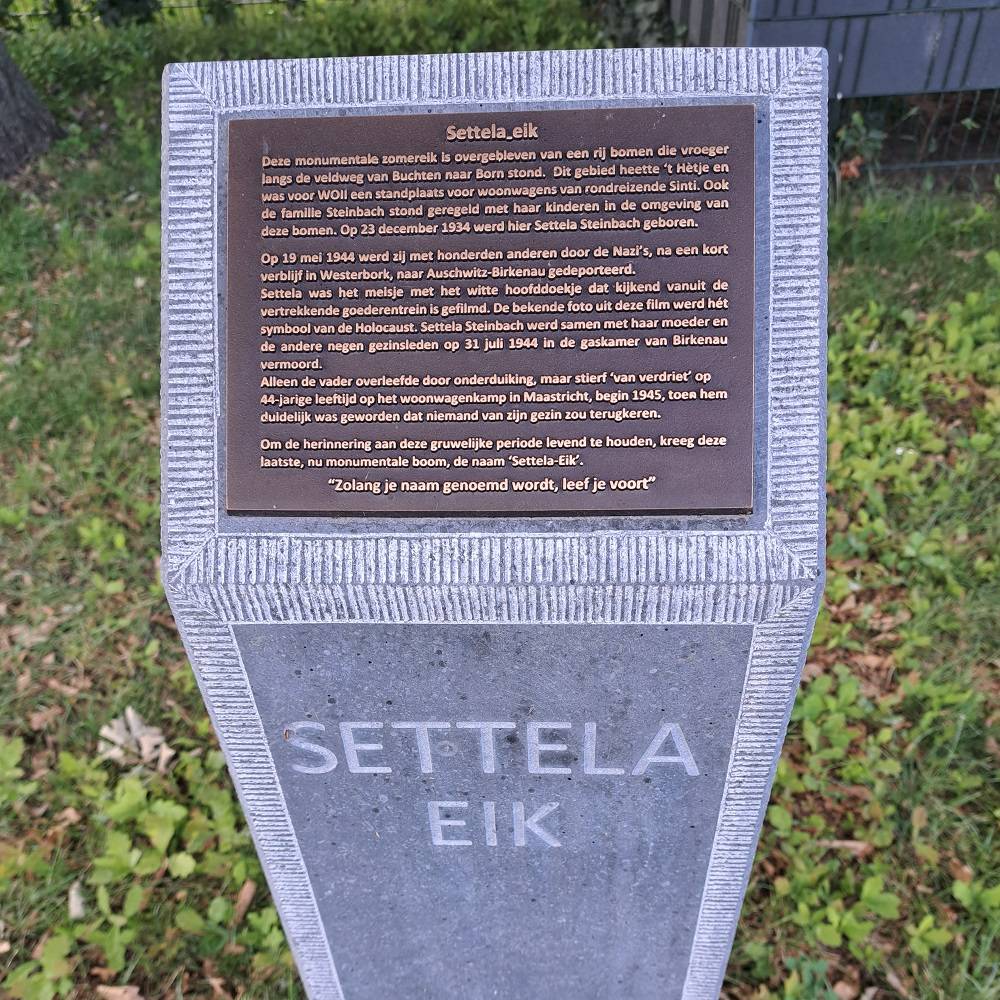 Settela eik
Deze monumentale zomereik is overgebleven van een rij bomen die vroeger
langs de veldweg van Buchten naar Born stond. Dit gebied heette 't Hètje en
was voor WOII een standplaats voor woonwagens van rondreizende Sinti. Ook
de familie Steinbach stond geregeld met haar kinderen in de omgeving van
deze bomen. Op 23 december 1934 werd hier Settela Steinbach geboren.
Op 19 mei 1944 werd zij met honderden anderen door de Nazi's, na een kort
verblijf in Westerbork, naar Auschwitz-Birkenau gedeporteerd.
Settela was het meisje met het witte hoofddoekje dat kijkend vanuit de
vertrekkende goederentrein is gefilmd. De bekende foto uit deze film werd hét
symbool van de Holocaust. Settela Steinbach werd samen met haar moeder en
de andere negen gezinsleden op 31 juli 1944 in de gaskamer van Birkenau
vermoord.
Alleen de vader overleefde door onderduiking, maar stierf 'van verdriet' op
44-jarige leeftijd op het woonwagenkamp in Maastricht, begin 1945, toen hem
duidelijk was geworden dat niemand van zijn gezin zou terugkeren.
Om de herinnering aan deze gruwelijke periode levend te houden, kreeg deze
laatste, nu monumentale boom, de naam 'Settela-Eik'.
"Zolang je naam genoemd wordt, leef je voort"
SETTELA
EIK